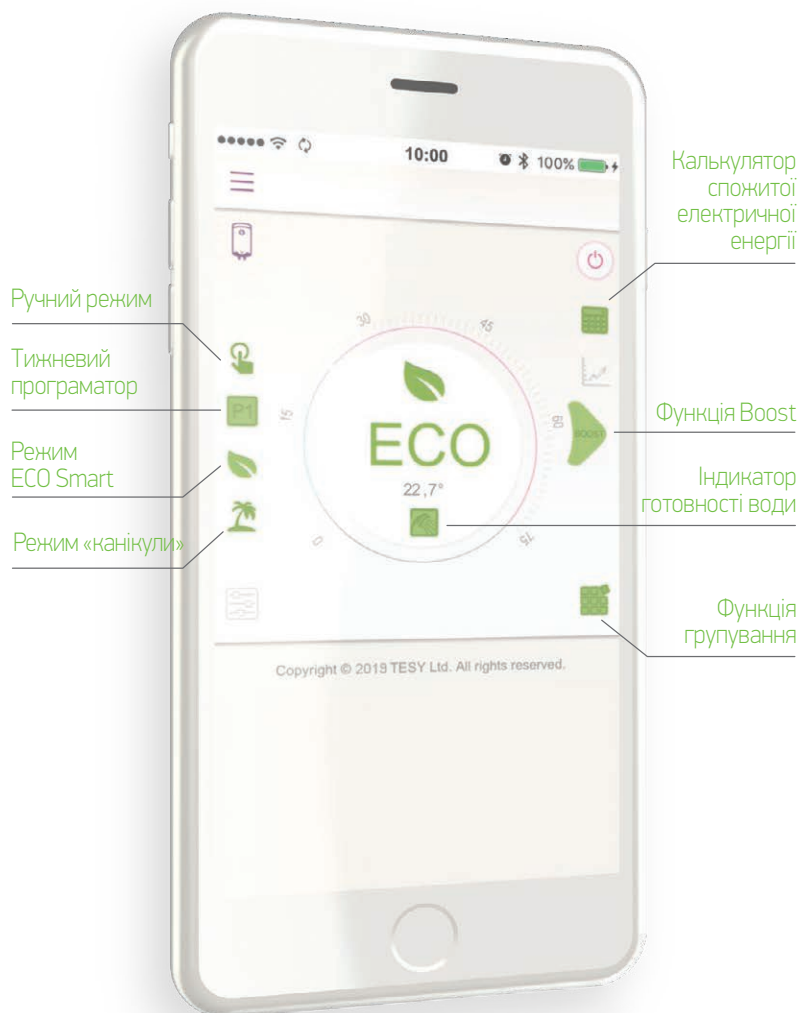 10:00
100%
Калькулятор
спожитої
електричної
енергії
Ручний режим
30
45
Тижневий
програматор
P1
15
ECO
60
BOOST
Функція Boost
Режим
ECO Smart
22,7°
Індикатор
готовності води
Режим «канікули»
0
75
Функція
групування
Copyright © 2019 TESY Ltd. All rights reserved.